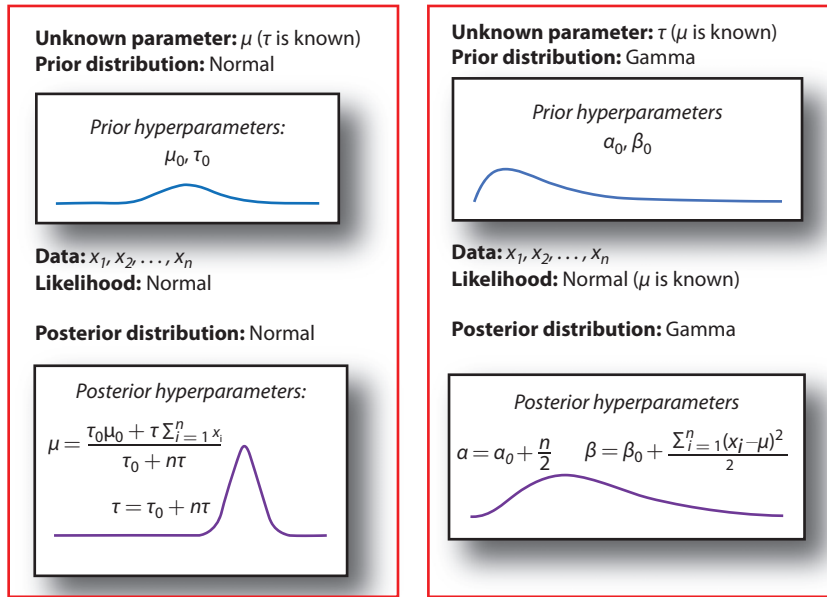 Unknown parameter: μ (τ is known)
Prior distribution: Normal
Prior hyperparameters:
μ₀, τ₀
Data: x₁, x₂, . . . , xₙ
Likelihood: Normal
Posterior distribution: Normal
Posterior hyperparameters:
μ = (τ₀μ₀ + τ Σⁿᵢ₌₁ xᵢ) / (τ₀ + nτ)
τ = τ₀ + nτ
Unknown parameter: τ (μ is known)
Prior distribution: Gamma
Prior hyperparameters
α₀, β₀
Data: x₁, x₂, . . . , xₙ
Likelihood: Normal (μ is known)
Posterior distribution: Gamma
Posterior hyperparameters
α = α₀ + n/2 β = β₀ + Σⁿᵢ₌₁(xᵢ–μ)²/2